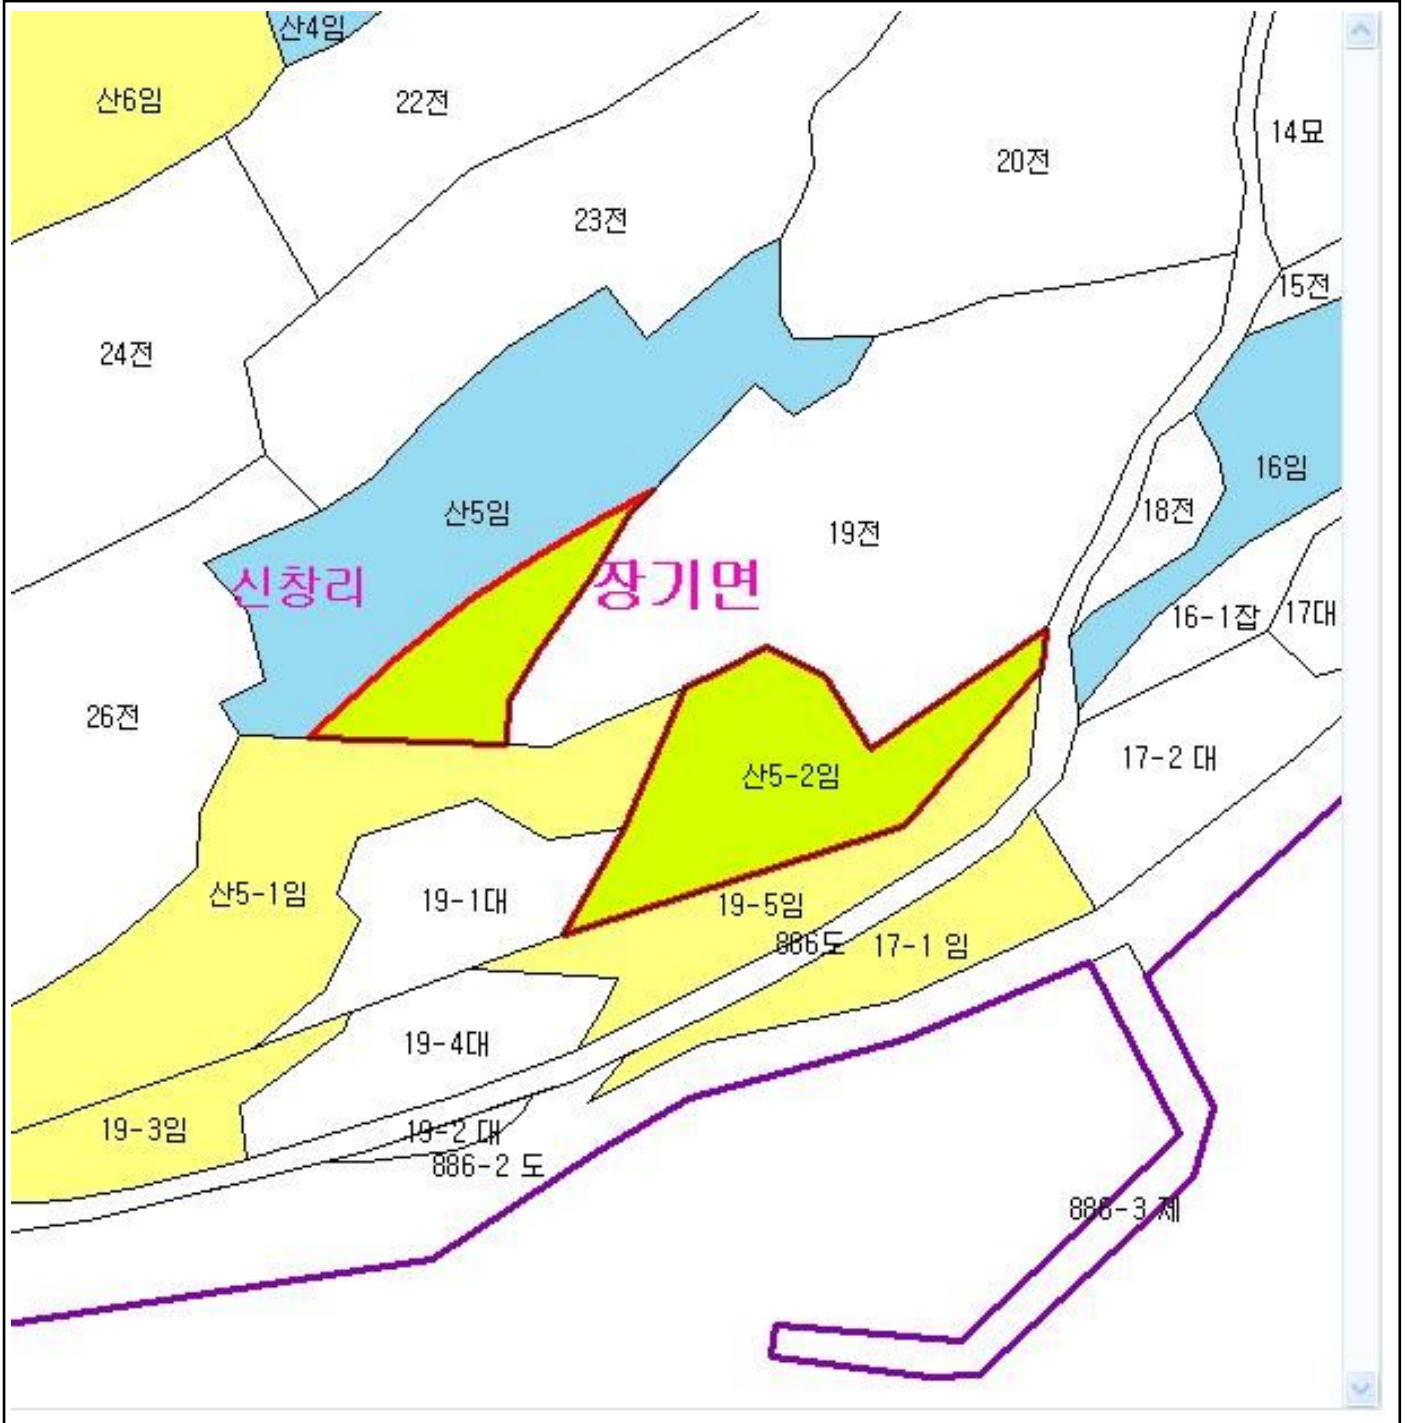 산4임
산6임
22전
14묘
20전
23전
15전
24전
16임
산5임
18전
19전
신창리
장기면
16-1잡
17대
26전
17-2 대
산5-2임
산5-1임
19-1대
19-5임
886도
17-1 임
19-4대
19-3임
19-2 대
886-2 도
886-3 제